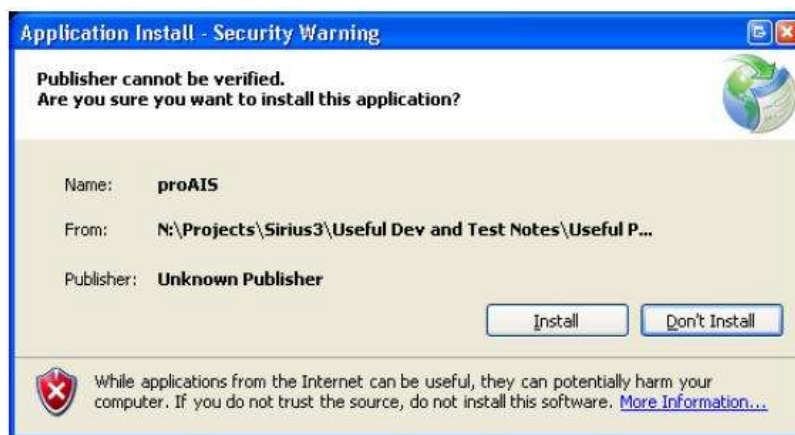 Application Install - Security Warning
Publisher cannot be verified.
Are you sure you want to install this application?
Name: proAIS
From: N:\Projects\Sirius3\Useful Dev and Test Notes\Useful P...
Publisher: Unknown Publisher
Install Don't Install
While applications from the Internet can be useful, they can potentially harm your
computer. If you do not trust the source, do not install this software. More Information...